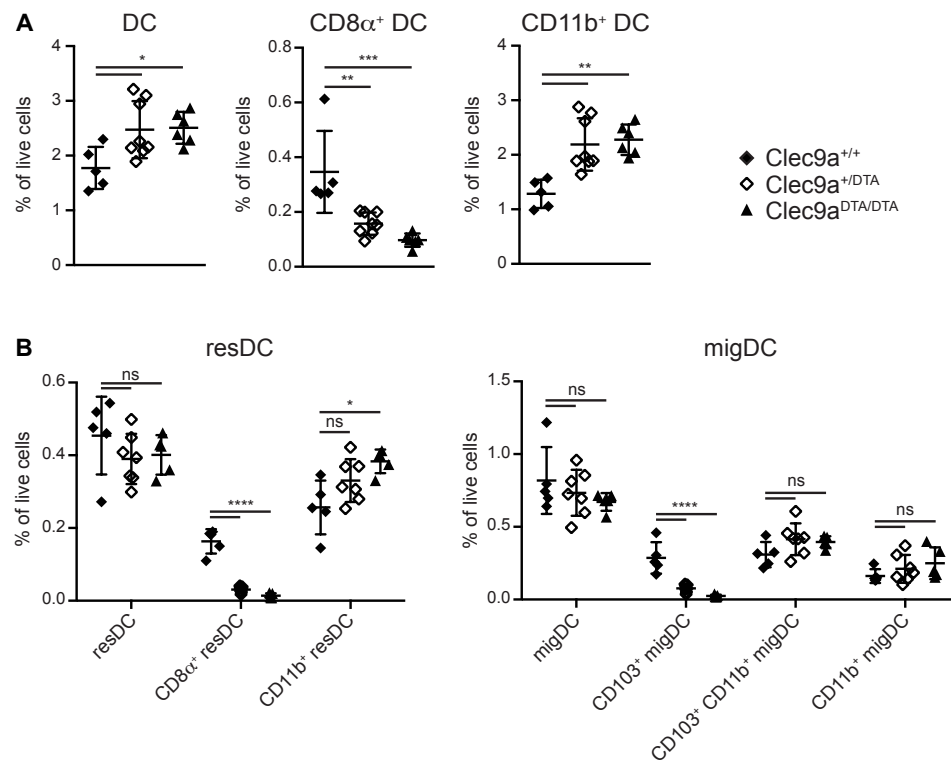 A
DC
% of live cells
4
3
2
1
0
*
CD8α⁺ DC
% of live cells
0.8
0.6
0.4
0.2
0.0
***
**
CD11b⁺ DC
% of live cells
4
3
2
1
0
**
Clec9a⁺/⁺
Clec9a⁺/DTA
Clec9aDTA/DTA
B
resDC
% of live cells
0.6
0.4
0.2
0.0
ns
****
ns
*
resDC
CD8α⁺ resDC
CD11b⁺ resDC
migDC
% of live cells
1.5
1.0
0.5
0.0
ns
****
ns
ns
migDC
CD103⁺ migDC
CD103⁺ CD11b⁺ migDC
CD11b⁺ migDC